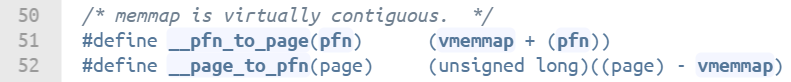 50 /* memmap is virtually contiguous.  */
51 #define __pfn_to_page(pfn) (vmemmap + (pfn))
52 #define __page_to_pfn(page) (unsigned long)((page) - vmemmap)